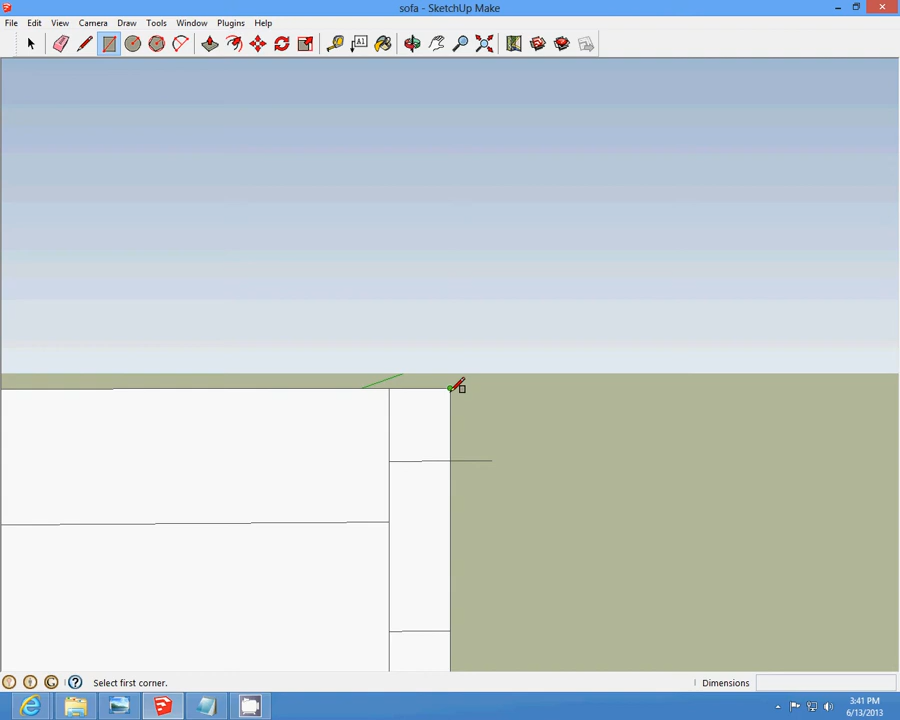 sofa - SketchUp Make
File Edit View Camera Draw Tools Window Plugins Help
A1
Select first corner.
Dimensions
3:41 PM
6/13/2013